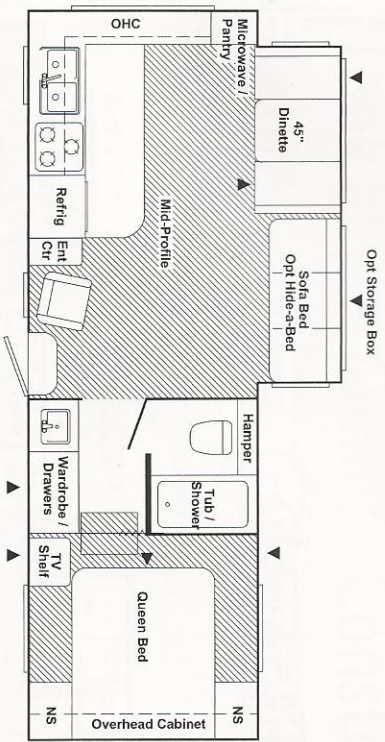 OHC
Microwave /
Pantry
45"
Dinette
Mid-Profile
Refrig
Ent
Ctr
Sofa Bed
Opt Hide-a-Bed
Opt Storage Box
Hamper
Tub /
Shower
Wardrobe /
Drawers
TV
Shelf
Queen Bed
NS
Overhead Cabinet
NS